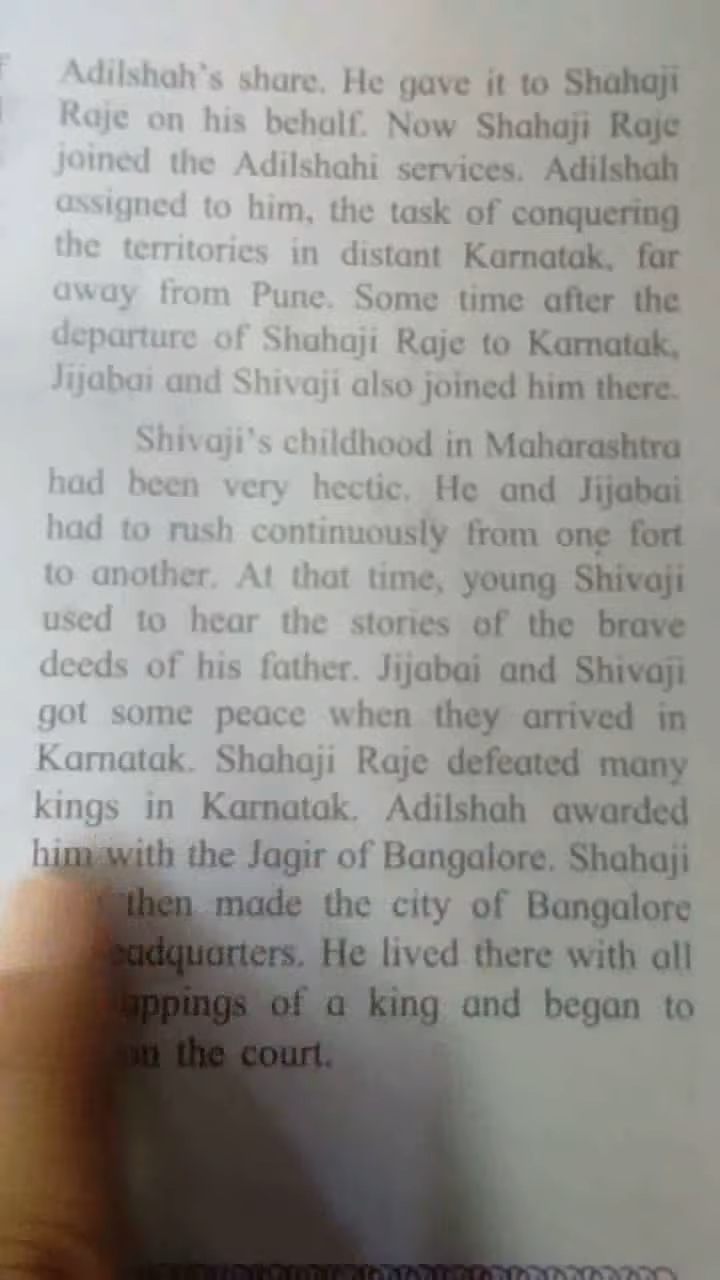 Adilshah's share. He gave it to Shahaji
Raje on his behalf. Now Shahaji Raje
joined the Adilshahi services. Adilshah
assigned to him, the task of conquering
the territories in distant Karnatak, far
away from Pune. Some time after the
departure of Shahaji Raje to Karnatak,
Jijabai and Shivaji also joined him there.
Shivaji's childhood in Maharashtra
had been very hectic. He and Jijabai
had to rush continuously from one fort
to another. At that time, young Shivaji
used to hear the stories of the brave
deeds of his father. Jijabai and Shivaji
got some peace when they arrived in
Karnatak. Shahaji Raje defeated many
kings in Karnatak. Adilshah awarded
him with the Jagir of Bangalore. Shahaji
then made the city of Bangalore
eadquarters. He lived there with all
appings of a king and began to
on the court.